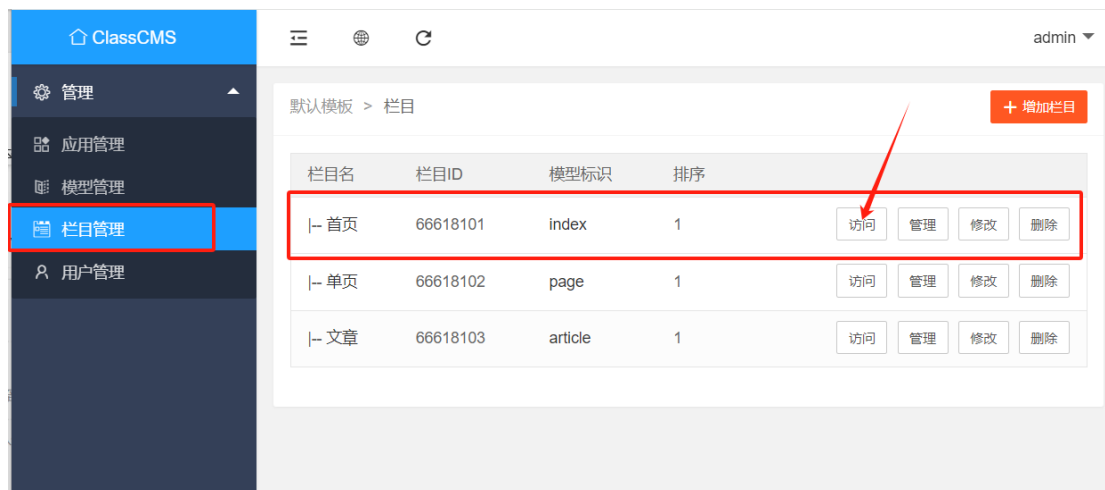 ClassCMS
admin
管理
应用管理
模型管理
栏目管理
用户管理
默认模板 > 栏目
+ 增加栏目
栏目名 栏目ID 模型标识 排序
|-- 首页 66618101 index 1 访问 管理 修改 删除
|-- 单页 66618102 page 1 访问 管理 修改 删除
|-- 文章 66618103 article 1 访问 管理 修改 删除